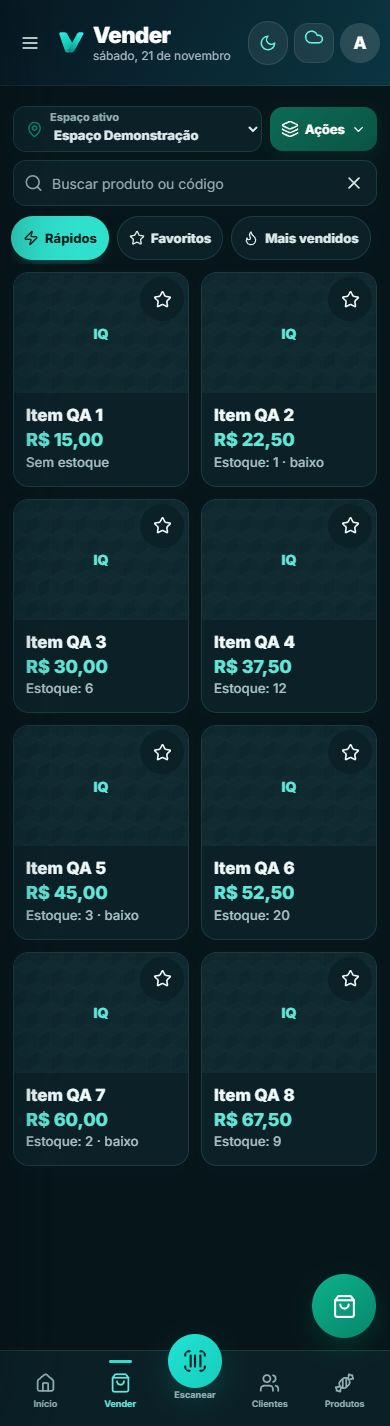 Vender
sábado, 21 de novembro
A
Espaço ativo
Espaço Demonstração
Ações
Buscar produto ou código
Rápidos
Favoritos
Mais vendidos
IQ
Item QA 1
R$ 15,00
Sem estoque
IQ
Item QA 2
R$ 22,50
Estoque: 1 · baixo
IQ
Item QA 3
R$ 30,00
Estoque: 6
IQ
Item QA 4
R$ 37,50
Estoque: 12
IQ
Item QA 5
R$ 45,00
Estoque: 3 · baixo
IQ
Item QA 6
R$ 52,50
Estoque: 20
IQ
Item QA 7
R$ 60,00
Estoque: 2 · baixo
IQ
Item QA 8
R$ 67,50
Estoque: 9
Início
Vender
Escanear
Clientes
Produtos